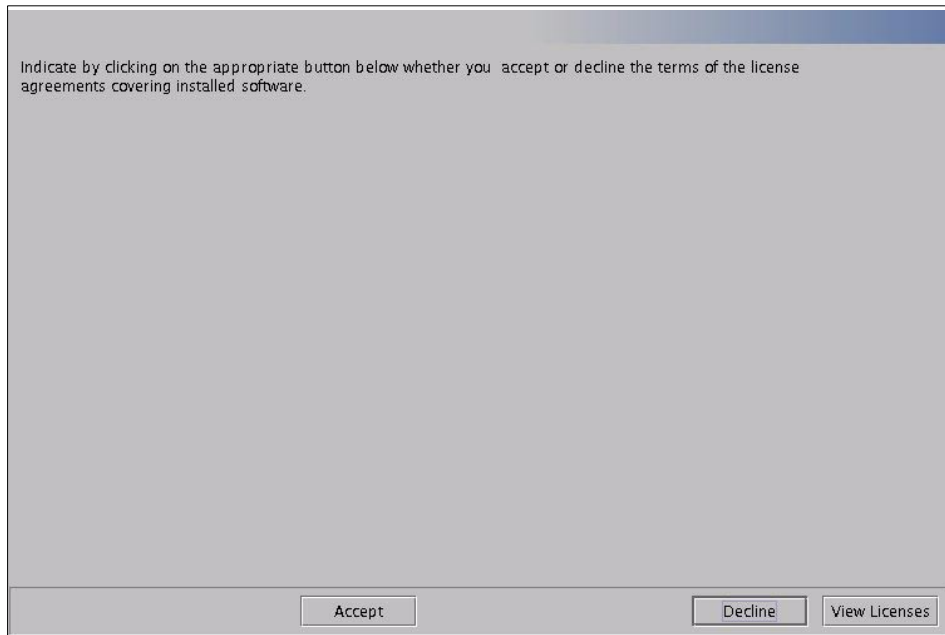 Indicate by clicking on the appropriate button below whether you  accept or decline the terms of the license
agreements covering installed software.
Accept
Decline
View Licenses